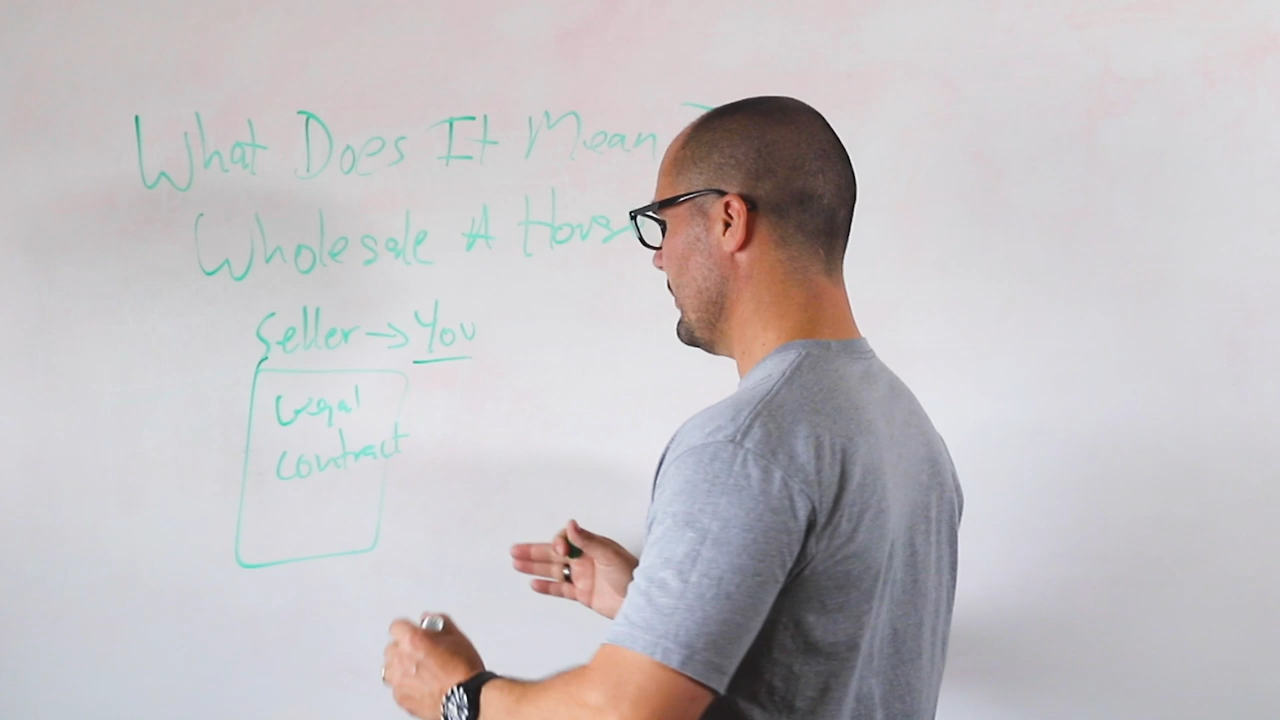 What Does It Mean
Wholesale A Hous
Seller → You
Legal
contract